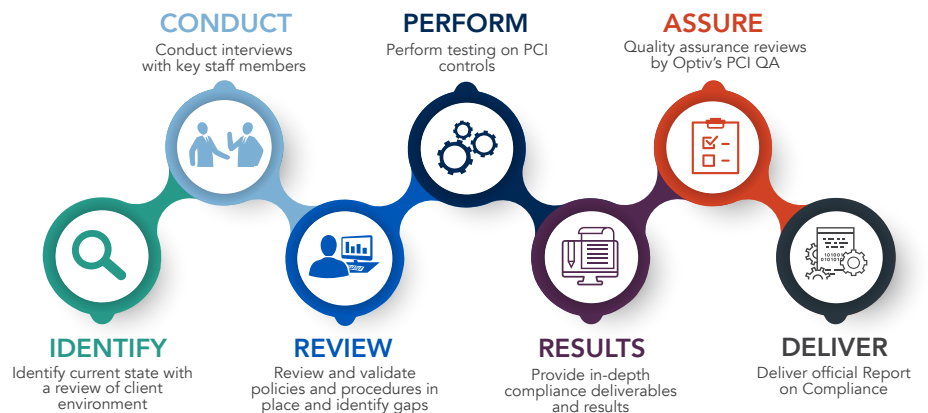 CONDUCT
Conduct interviews
with key staff members
PERFORM
Perform testing on PCI
controls
ASSURE
Quality assurance reviews
by Optiv's PCI QA
IDENTIFY
Identify current state with
a review of client
environment
REVIEW
Review and validate
policies and procedures in
place and identify gaps
RESULTS
Provide in-depth
compliance deliverables
and results
DELIVER
Deliver official Report
on Compliance